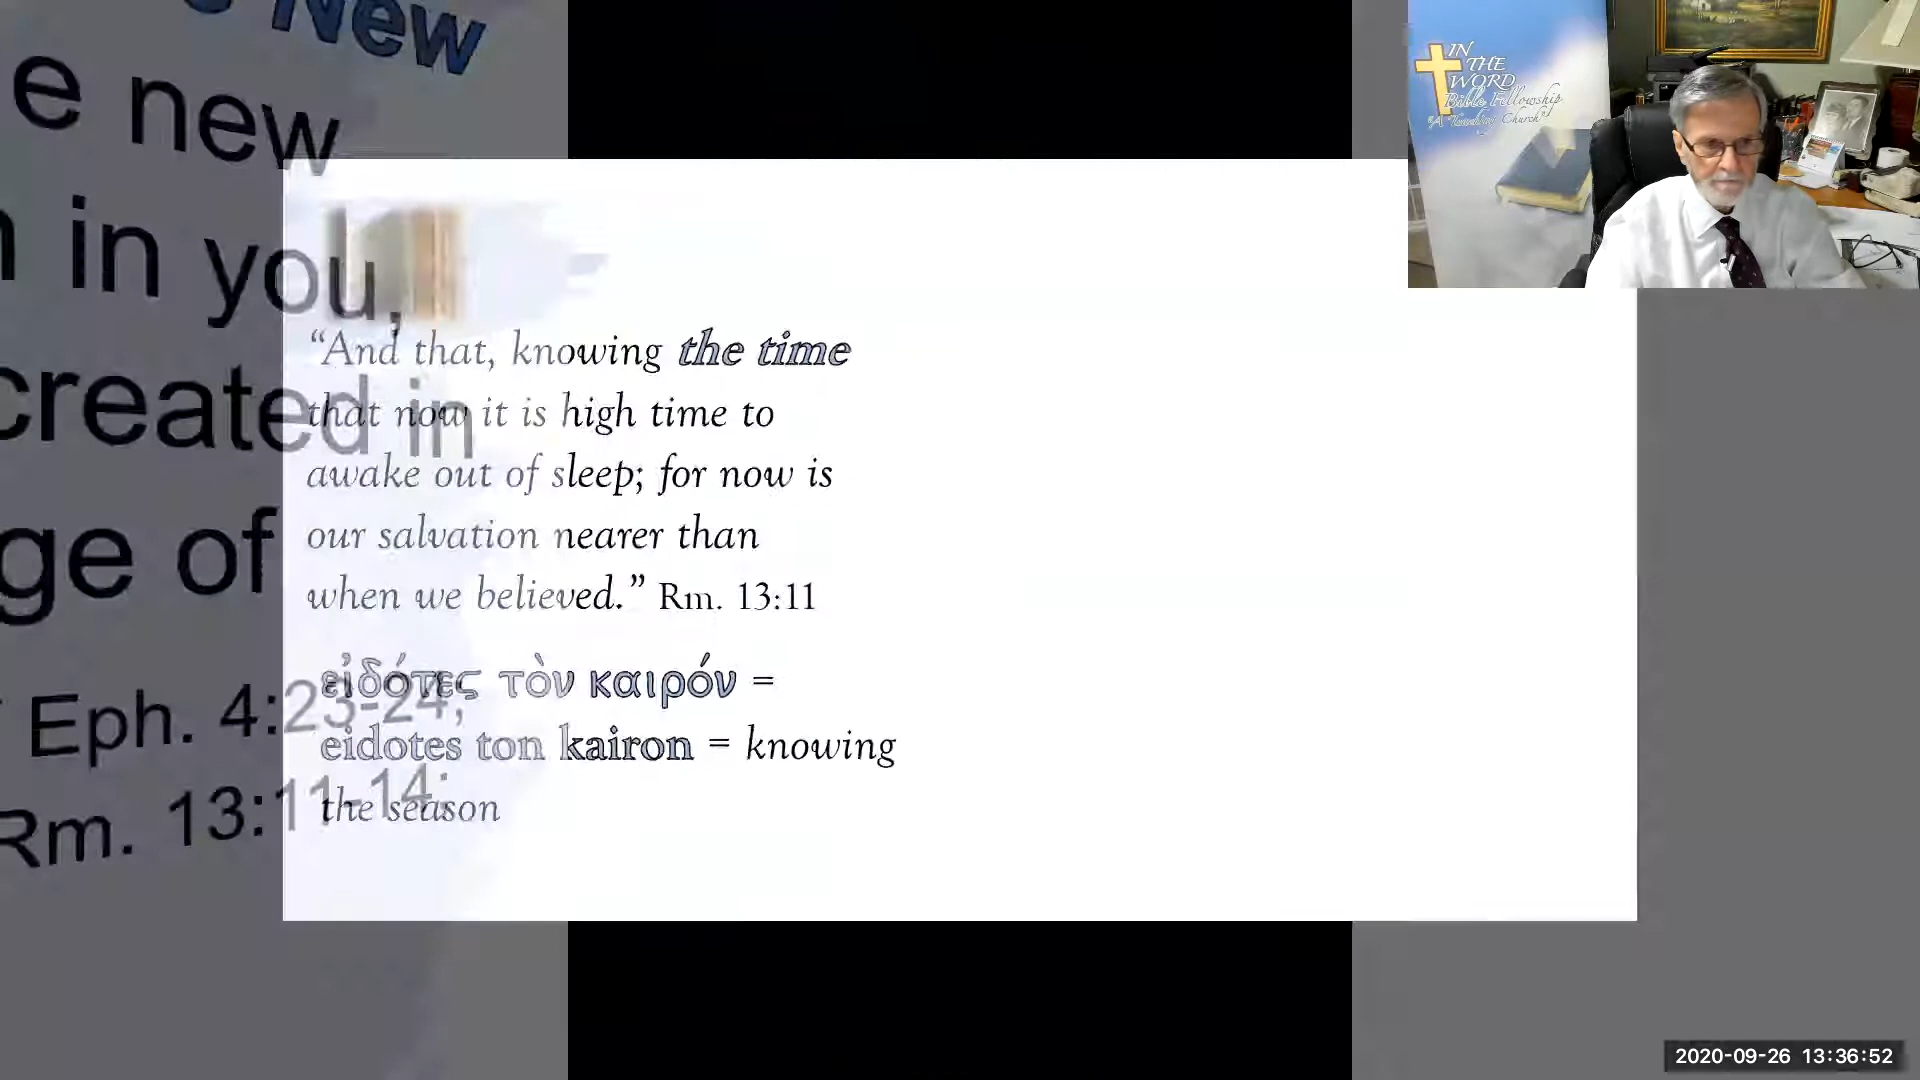 New
e new
in you,
created in
ge of
Eph. 4:23-24;
Rm. 13:11-14;
“And that, knowing the time
that now it is high time to
awake out of sleep; for now is
our salvation nearer than
when we believed.” Rm. 13:11
εἰδότες τὸν καιρόν =
eidotes ton kairon = knowing
the season
IN
THE
WORD
Bible Fellowship
"A Teaching Church"
2020-09-26 13:36:52